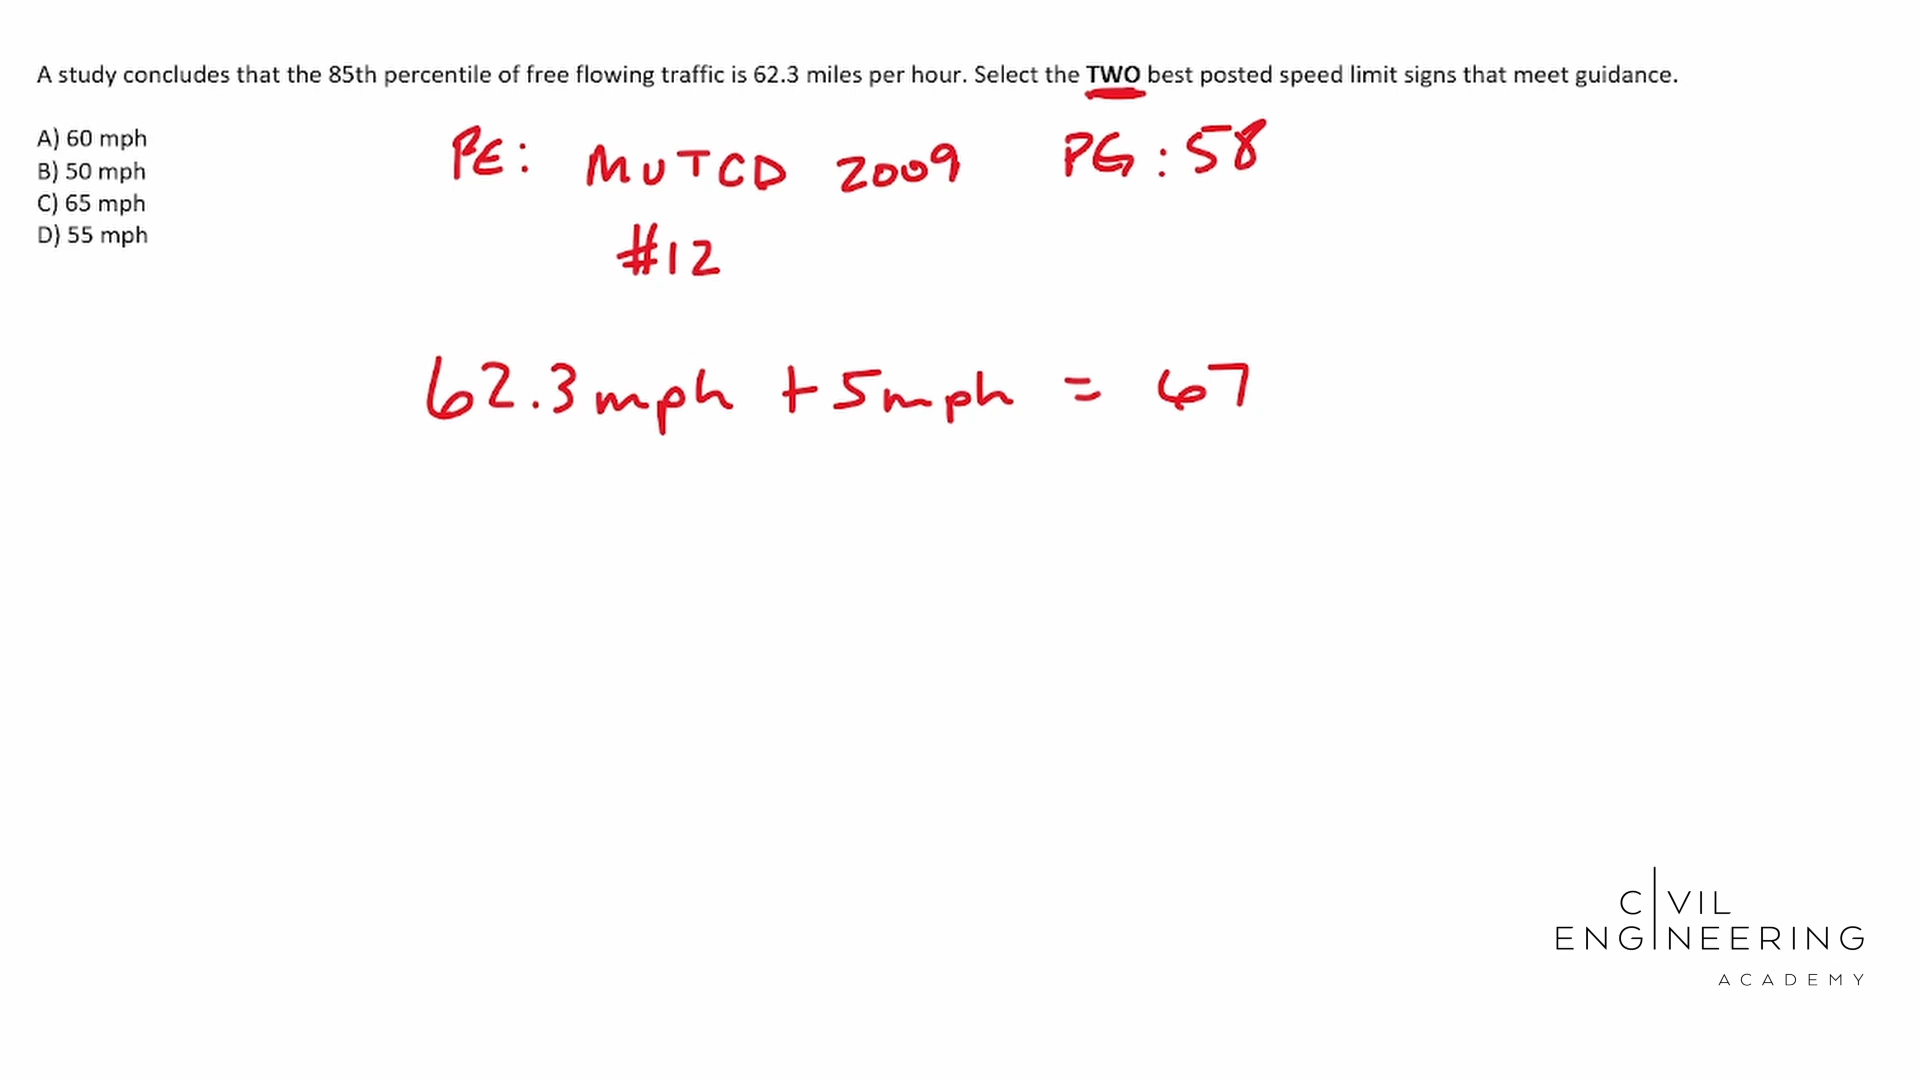 A study concludes that the 85th percentile of free flowing traffic is 62.3 miles per hour. Select the TWO best posted speed limit signs that meet guidance.
A) 60 mph
B) 50 mph
C) 65 mph
D) 55 mph
PE: MUTCD 2009 PG: 58
#12
62.3 mph + 5 mph = 67
CIVIL
ENGINEERING
ACADEMY